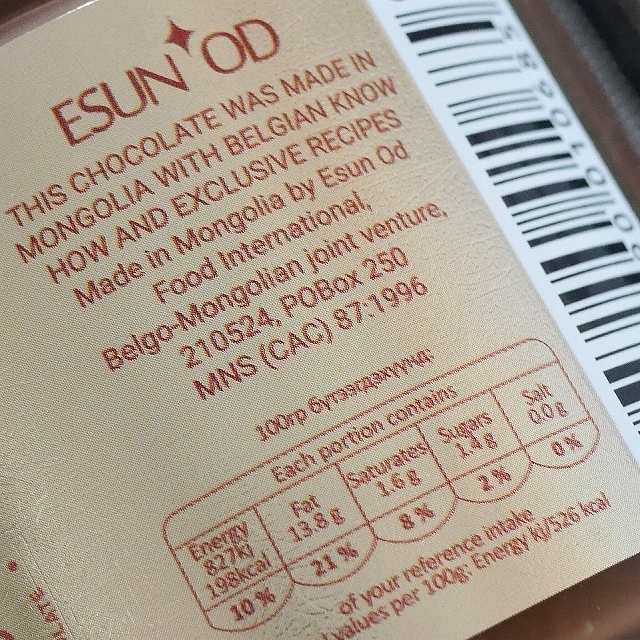 ESUN OD
THIS CHOCOLATE WAS MADE IN
MONGOLIA WITH BELGIAN KNOW
HOW AND EXCLUSIVE RECIPES
Made in Mongolia by Esun Od
Food International,
Belgo-Mongolian joint venture,
210524, POBox 250
MNS (CAC) 87:1996
100гр бүтээгдэхүүнд:
Each portion contains
Energy
827kj
198kcal
10 %
Fat
13.8 g
21 %
Saturates
1.6 g
8 %
Sugars
1.4 g
2 %
Salt
0.0 g
0 %
of your reference intake
values per 100g: Energy kj/526 kcal